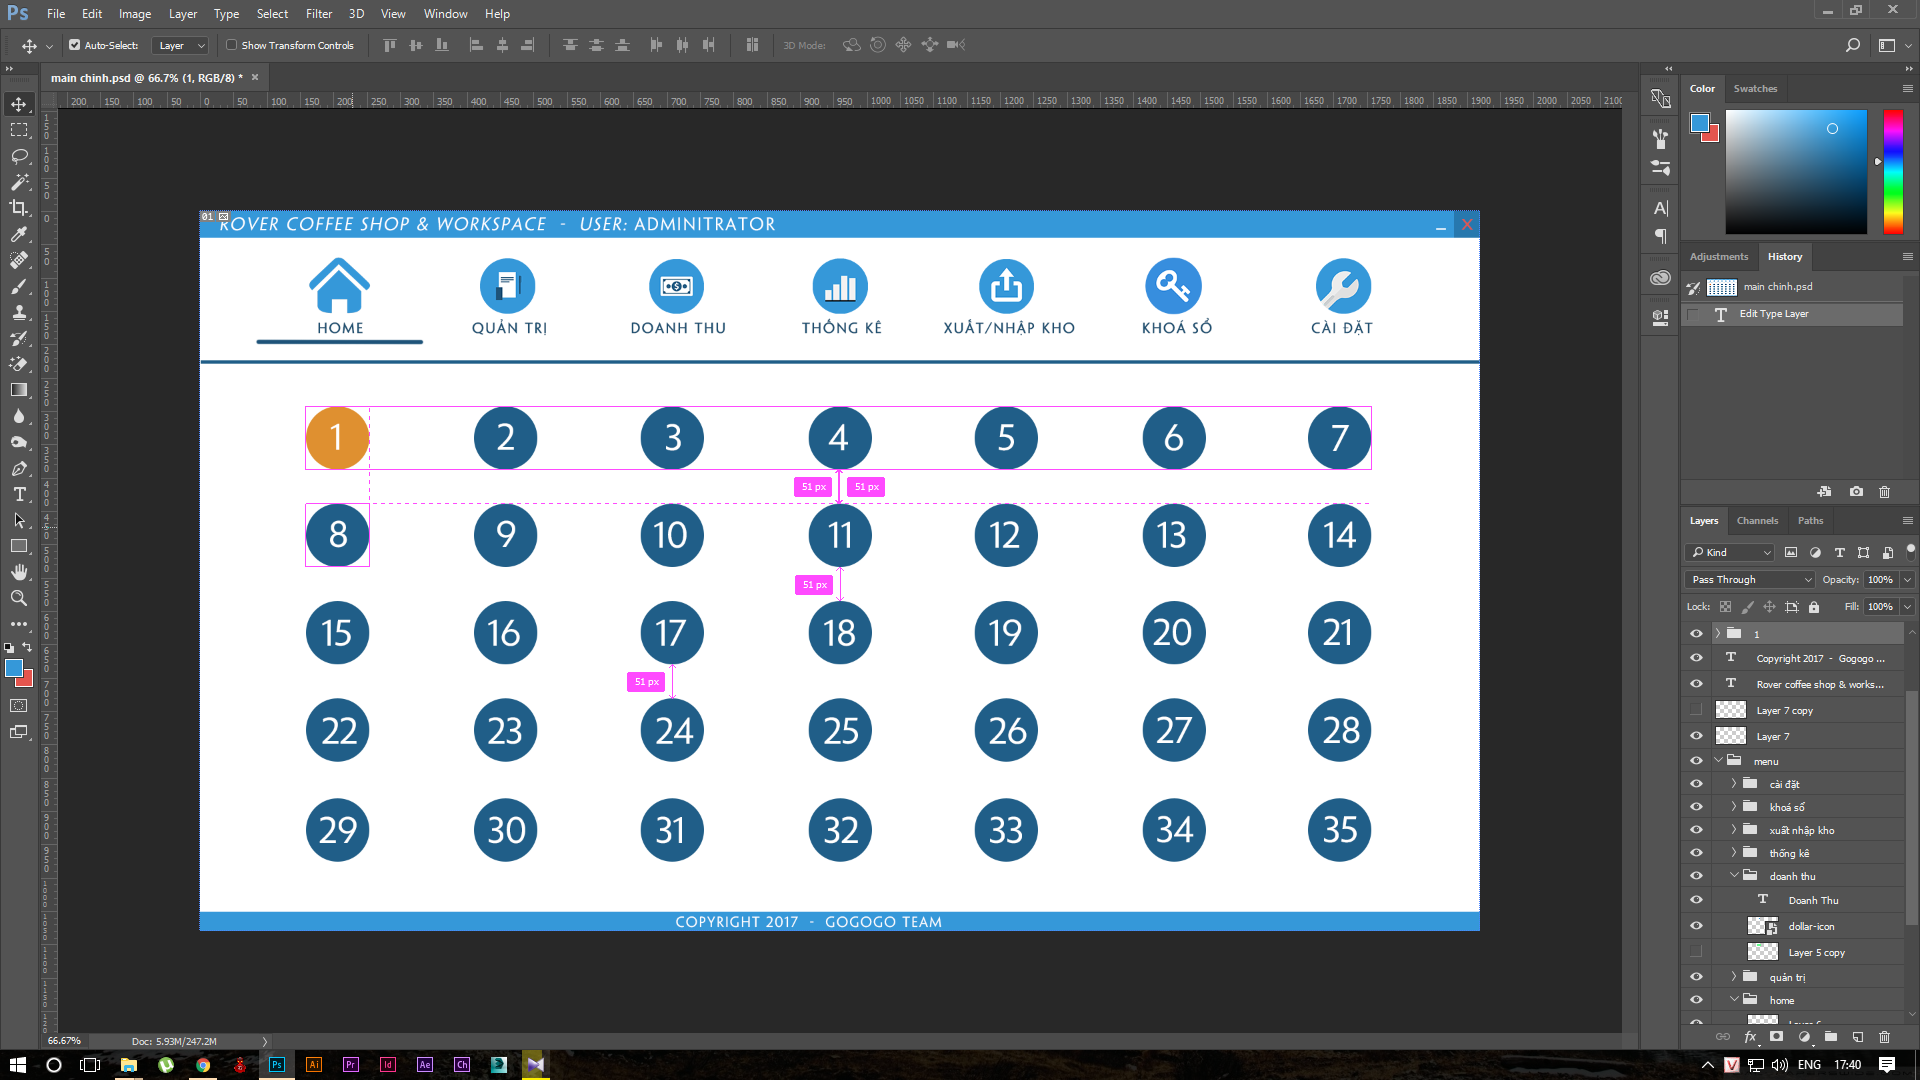 Ps File Edit Image Layer Type Select Filter 3D View Window Help
Auto-Select: Layer Show Transform Controls 3D Mode:
main chinh.psd @ 66.7% (1, RGB/8) * ×
200 150 100 50 0 50 100 150 200 250 300 350 400 450 500 550 600 650 700 750 800 850 900 950 1000 1050 1100 1150 1200 1250 1300 1350 1400 1450 1500 1550 1600 1650 1700 1750 1800 1850 1900 1950 2000 2050 2100
01
ROVER COFFEE SHOP & WORKSPACE - USER: ADMINITRATOR
HOME QUẢN TRỊ DOANH THU THỐNG KÊ XUẤT/NHẬP KHO KHOÁ SỔ CÀI ĐẶT
1 2 3 4 5 6 7
51 px 51 px
8 9 10 11 12 13 14
51 px
15 16 17 18 19 20 21
51 px
22 23 24 25 26 27 28
29 30 31 32 33 34 35
COPYRIGHT 2017 - GOGOGO TEAM
Color Swatches
Adjustments History
main chinh.psd
Edit Type Layer
Layers Channels Paths
Kind
Pass Through Opacity: 100%
Lock: Fill: 100%
1
Copyright 2017 - Gogogo ...
Rover coffee shop & works...
Layer 7 copy
Layer 7
menu
cài đặt
khoá sổ
xuất nhập kho
thống kê
doanh thu
Doanh Thu
dollar-icon
Layer 5 copy
quản trị
home
66.67% Doc: 5.93M/247.2M
Ps Ai Pr Id Ae Ch
V ENG 17:40